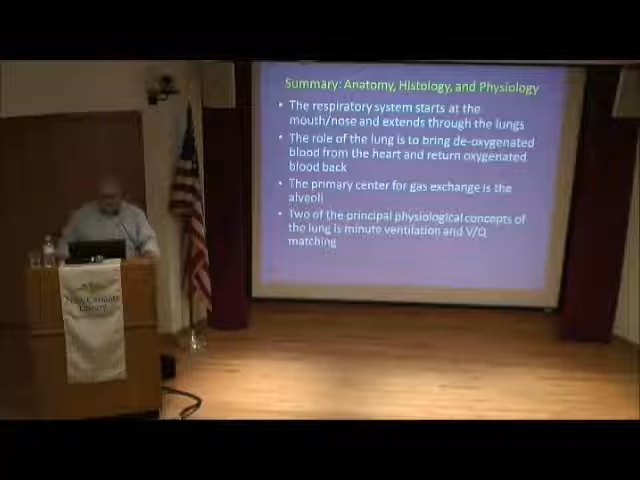 Summary: Anatomy, Histology, and Physiology
• The respiratory system starts at the
mouth/nose and extends through the lungs
• The role of the lung is to bring de-oxygenated
blood from the heart and return oxygenated
blood back
• The primary center for gas exchange is the
alveoli
• Two of the principal physiological concepts of
the lung is minute ventilation and V/Q
matching
New Canaan
Library